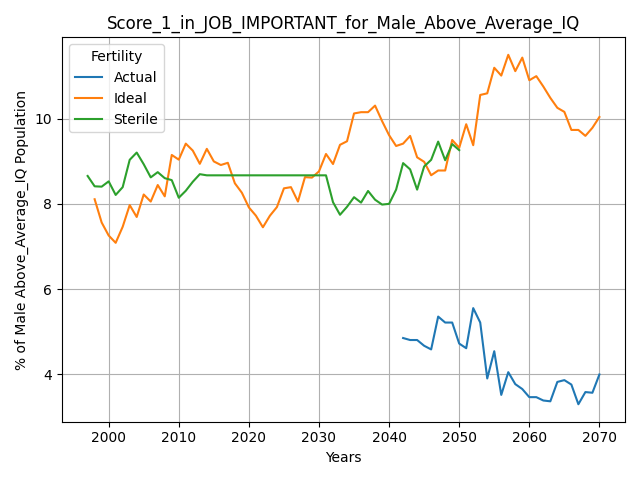 Score_1_in_JOB_IMPORTANT_for_Male_Above_Average_IQ
Fertility
Actual
Ideal
Sterile
% of Male Above_Average_IQ Population
10
8
6
4
2000 2010 2020 2030 2040 2050 2060 2070
Years